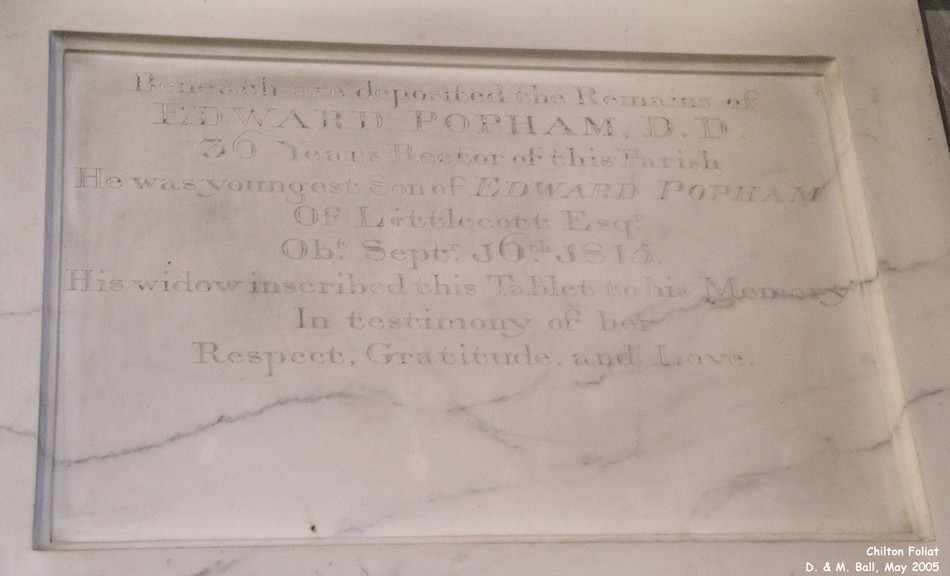 Beneath are deposited the Remains of
EDWARD POPHAM, D.D
36 Years Rector of this Parish
He was youngest Son of EDWARD POPHAM
Of Littlecott Esqr.
Obt. Septr. 16th. 1815.
His widow inscribed this Tablet to his Memory
In testimony of her
Respect, Gratitude, and Love.
Chilton Foliat
D. & M. Ball, May 2005